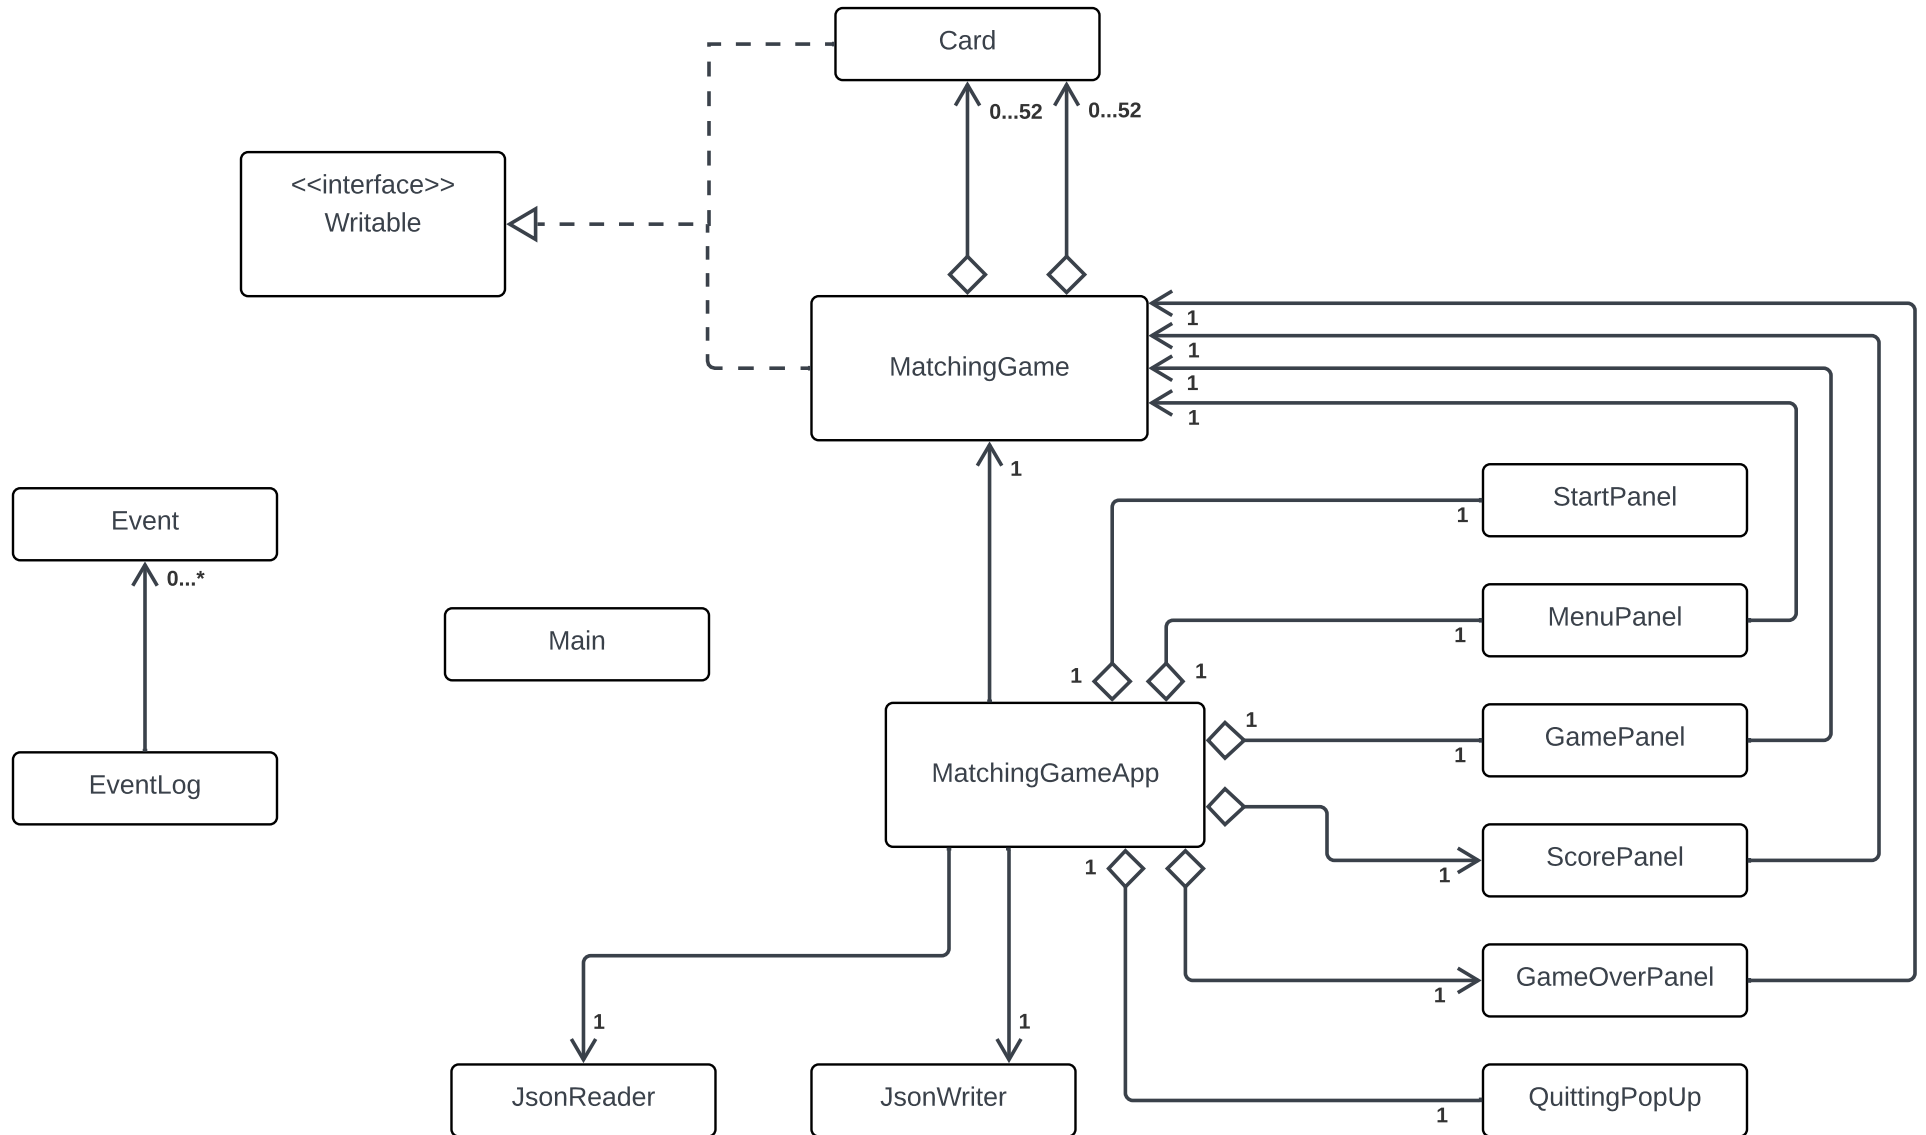 Card
0...52
0...52
<<interface>>
Writable
MatchingGame
1
1
1
1
1
StartPanel
1
Event
0...*
Main
MenuPanel
1
1
1
GamePanel
1
1
MatchingGameApp
EventLog
ScorePanel
1
1
GameOverPanel
1
1
1
JsonReader
JsonWriter
QuittingPopUp
1